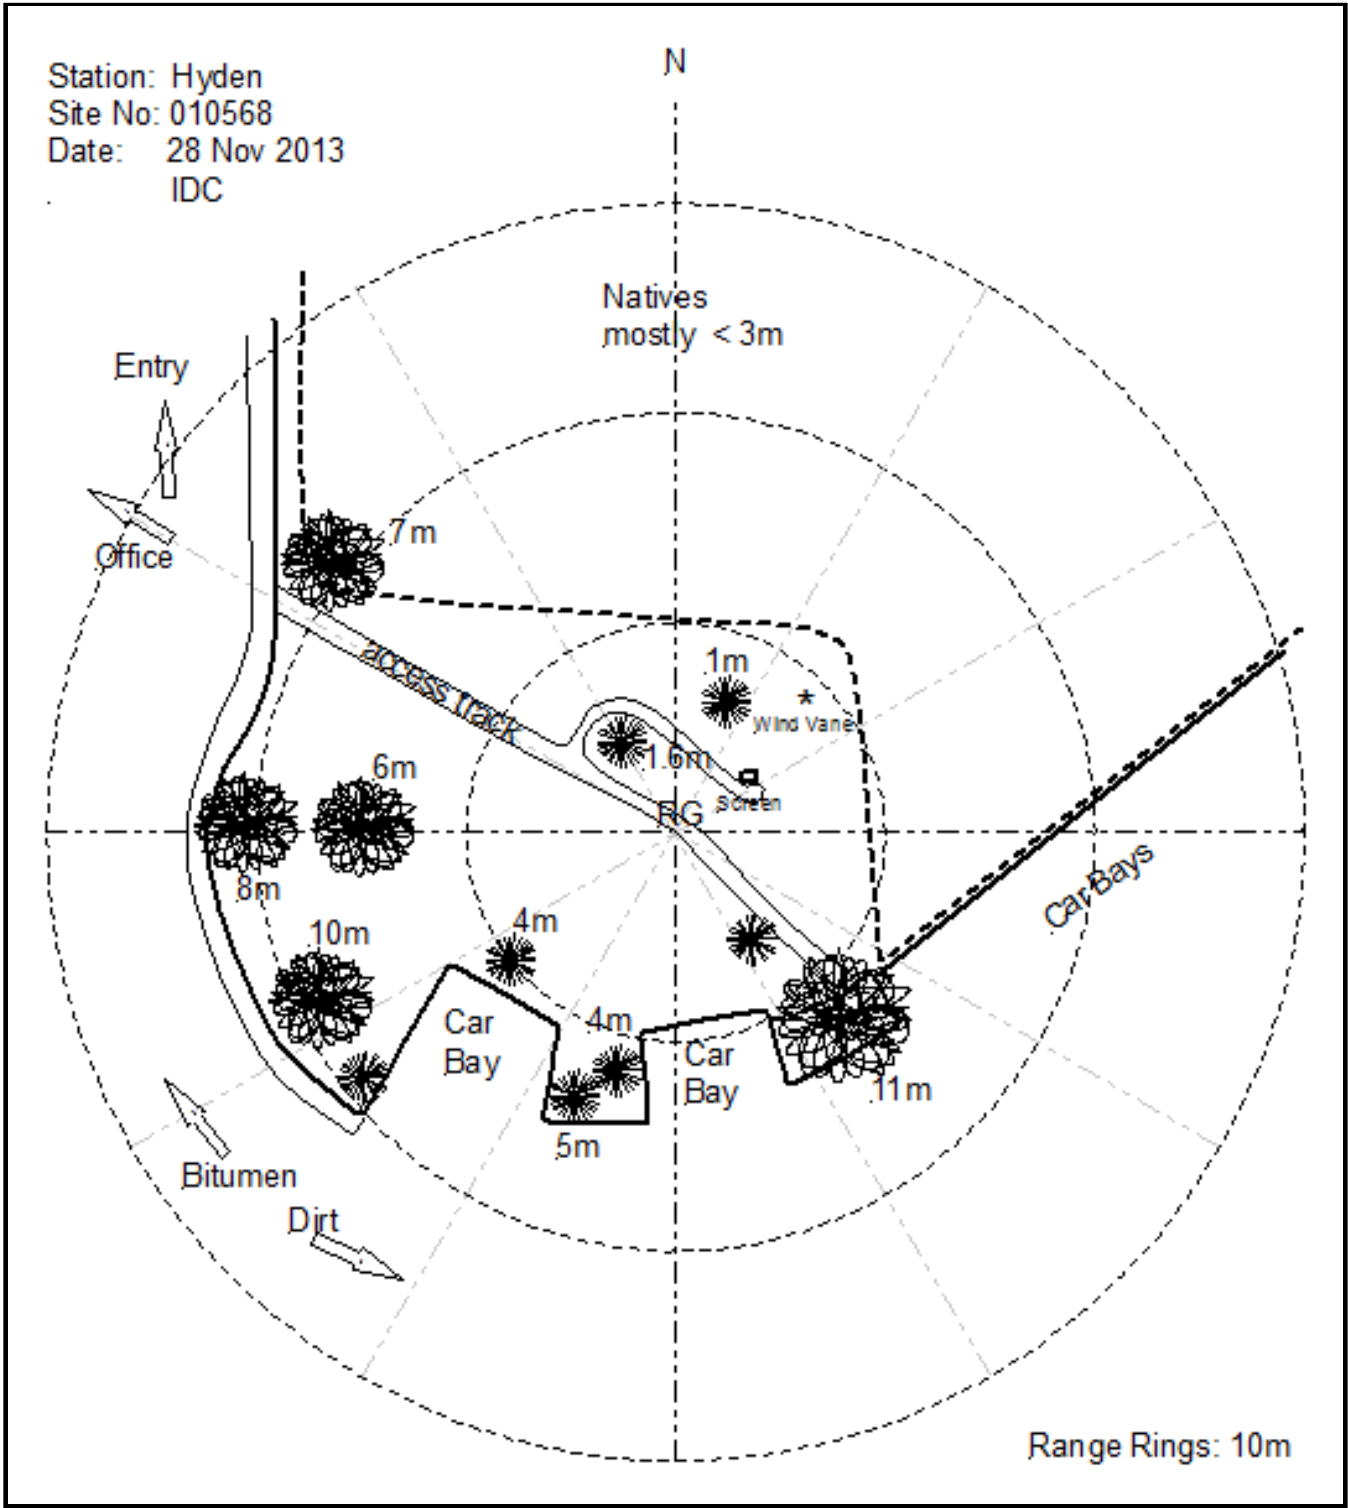 Station: Hyden
Site No: 010568
Date: 28 Nov 2013
IDC
N
Natives
mostly < 3m
Entry
Office
7m
access track
1m
Wind Vane
1.6m
Screen
RG
6m
8m
10m
4m
Car Bays
Car
Bay
4m
Car
Bay
11m
5m
Bitumen
Dirt
Range Rings: 10m